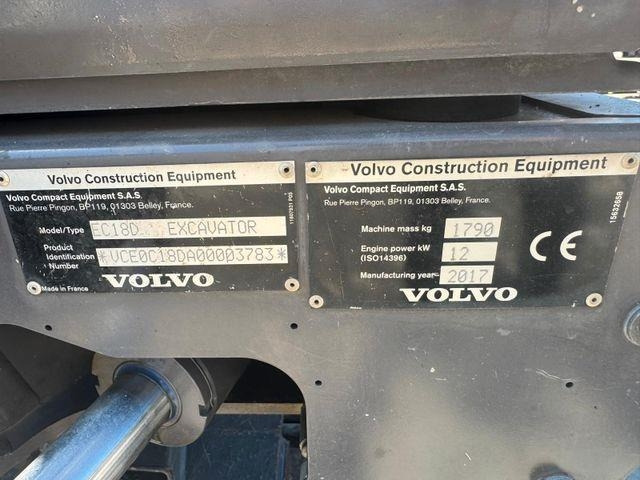 Volvo Construction Equipment
Volvo Compact Equipment S.A.S.
Rue Pierre Pingon, BP119, 01303 Belley, France.
Model/Type EC18D EXCAVATOR
Product Identification Number *VCE0C18DA00003783*
Made in France
VOLVO
11807931 P05
Volvo Construction Equipment
Volvo Compact Equipment S.A.S.
Rue Pierre Pingon, BP119, 01303 Belley, France.
Machine mass kg 1790
Engine power kW (ISO14396) 12
Manufacturing year 2017
VOLVO
CE